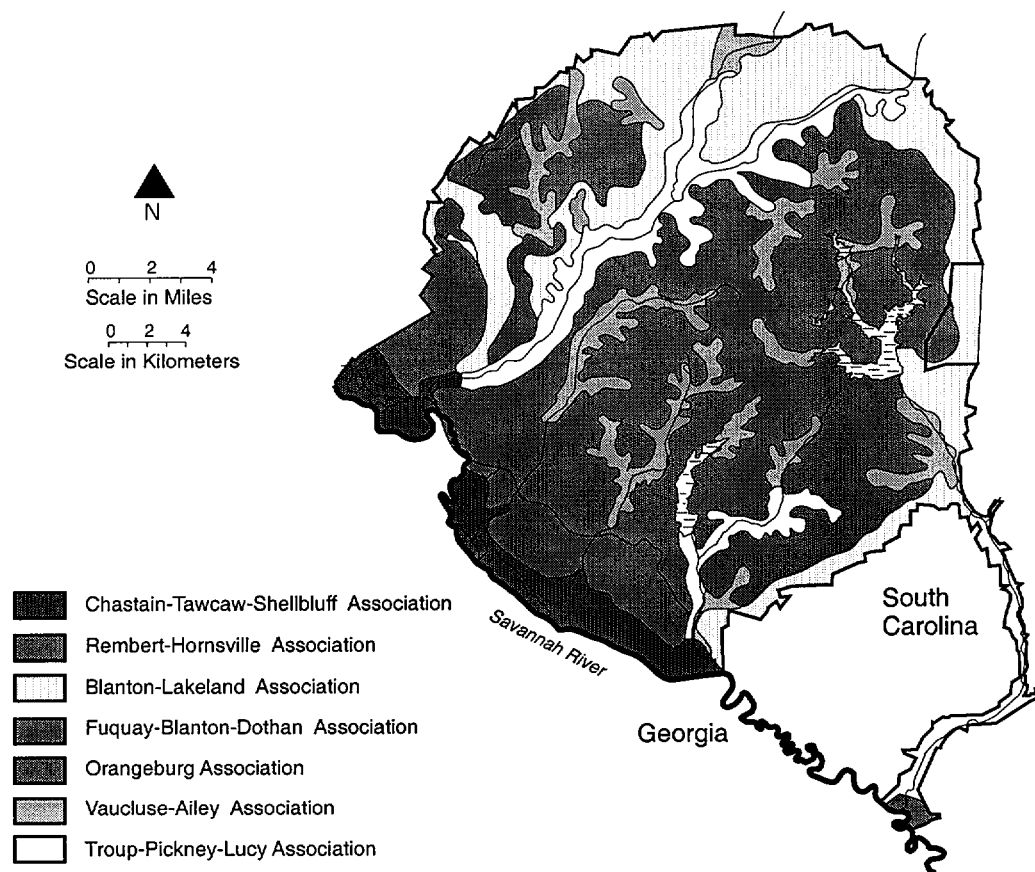 N
0 2 4
Scale in Miles
0 2 4
Scale in Kilometers
Chastain-Tawcaw-Shellbluff Association
Rembert-Hornsville Association
Blanton-Lakeland Association
Fuquay-Blanton-Dothan Association
Orangeburg Association
Vaucluse-Ailey Association
Troup-Pickney-Lucy Association
Savannah River
South
Carolina
Georgia